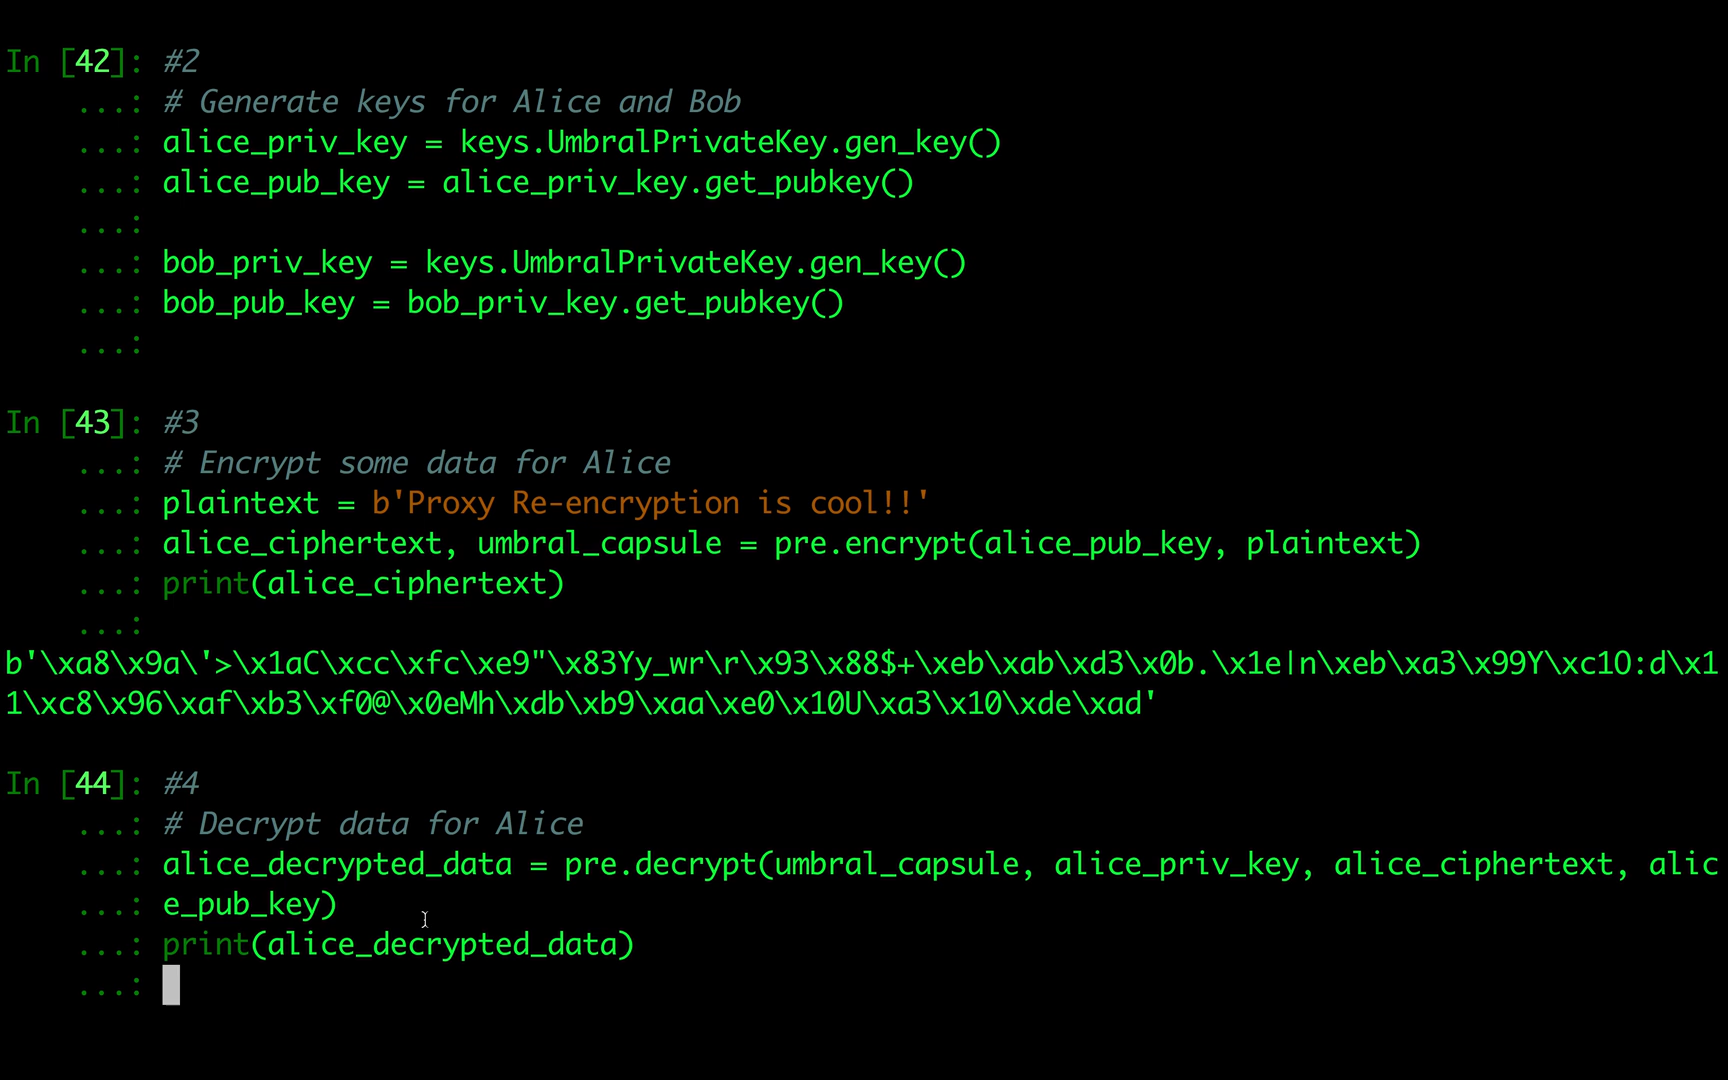 In [42]: #2
...: # Generate keys for Alice and Bob
...: alice_priv_key = keys.UmbralPrivateKey.gen_key()
...: alice_pub_key = alice_priv_key.get_pubkey()
...:
...: bob_priv_key = keys.UmbralPrivateKey.gen_key()
...: bob_pub_key = bob_priv_key.get_pubkey()
...:
In [43]: #3
...: # Encrypt some data for Alice
...: plaintext = b'Proxy Re-encryption is cool!!'
...: alice_ciphertext, umbral_capsule = pre.encrypt(alice_pub_key, plaintext)
...: print(alice_ciphertext)
...:
b'\xa8\x9a\'>\x1aC\xcc\xfc\xe9"\x83Yy_wr\r\x93\x88$+\xeb\xab\xd3\x0b.\x1e|n\xeb\xa3\x99Y\xc1O:d\x1
1\xc8\x96\xaf\xb3\xf0@\x0eMh\xdb\xb9\xaa\xe0\x10U\xa3\x10\xde\xad'
In [44]: #4
...: # Decrypt data for Alice
...: alice_decrypted_data = pre.decrypt(umbral_capsule, alice_priv_key, alice_ciphertext, alic
...: e_pub_key)
...: print(alice_decrypted_data)
...: